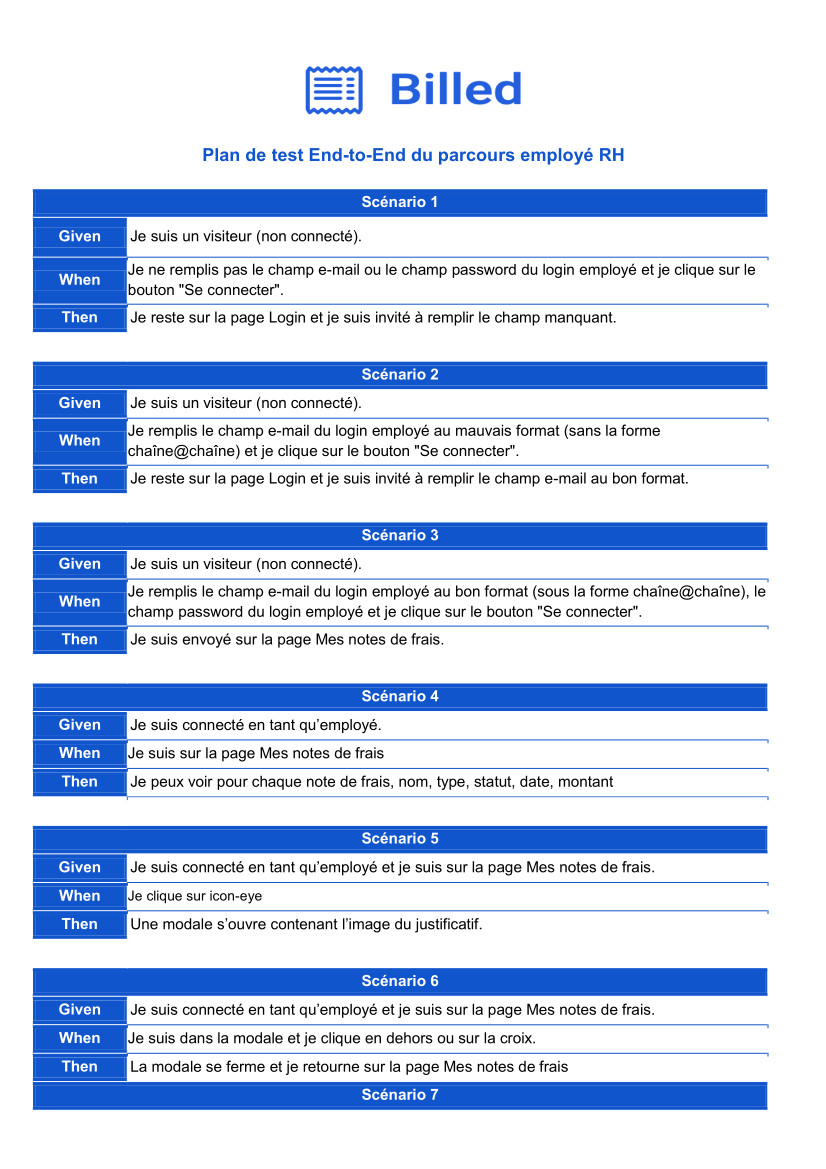 Billed
Plan de test End-to-End du parcours employé RH
Scénario 1
Given
Je suis un visiteur (non connecté).
When
Je ne remplis pas le champ e-mail ou le champ password du login employé et je clique sur le
bouton "Se connecter".
Then
Je reste sur la page Login et je suis invité à remplir le champ manquant.
Scénario 2
Given
Je suis un visiteur (non connecté).
When
Je remplis le champ e-mail du login employé au mauvais format (sans la forme
chaîne@chaîne) et je clique sur le bouton "Se connecter".
Then
Je reste sur la page Login et je suis invité à remplir le champ e-mail au bon format.
Scénario 3
Given
Je suis un visiteur (non connecté).
When
Je remplis le champ e-mail du login employé au bon format (sous la forme chaîne@chaîne), le
champ password du login employé et je clique sur le bouton "Se connecter".
Then
Je suis envoyé sur la page Mes notes de frais.
Scénario 4
Given
Je suis connecté en tant qu’employé.
When
Je suis sur la page Mes notes de frais
Then
Je peux voir pour chaque note de frais, nom, type, statut, date, montant
Scénario 5
Given
Je suis connecté en tant qu’employé et je suis sur la page Mes notes de frais.
When
Je clique sur icon-eye
Then
Une modale s’ouvre contenant l’image du justificatif.
Scénario 6
Given
Je suis connecté en tant qu’employé et je suis sur la page Mes notes de frais.
When
Je suis dans la modale et je clique en dehors ou sur la croix.
Then
La modale se ferme et je retourne sur la page Mes notes de frais
Scénario 7